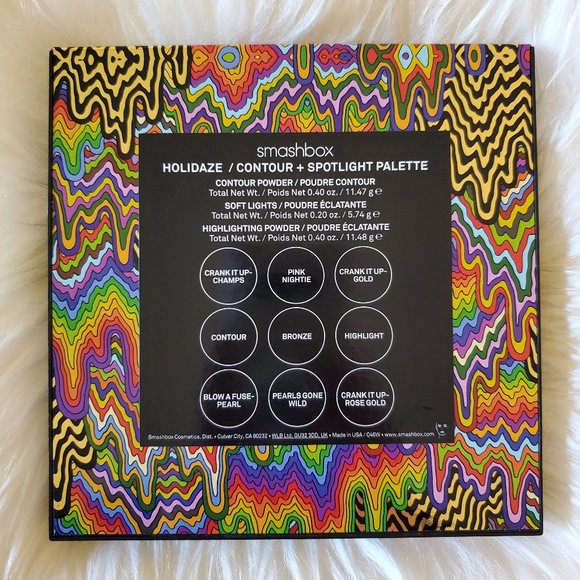 smashbox
HOLIDAZE / CONTOUR + SPOTLIGHT PALETTE
CONTOUR POWDER / POUDRE CONTOUR
Total Net Wt. / Poids Net 0.40 oz. / 11.47 g ℮
SOFT LIGHTS / POUDRE ÉCLATANTE
Total Net Wt. / Poids Net 0.20 oz. / 5.74 g ℮
HIGHLIGHTING POWDER / POUDRE ÉCLATANTE
Total Net Wt. / Poids Net 0.40 oz. / 11.48 g ℮
CRANK IT UP-
CHAMPS
PINK
NIGHTIE
CRANK IT UP-
GOLD
CONTOUR
BRONZE
HIGHLIGHT
BLOW A FUSE-
PEARL
PEARLS GONE
WILD
CRANK IT UP-
ROSE GOLD
Smashbox Cosmetics, Dist. • Culver City, CA 90232 • WLB Ltd, GU32 3DD, UK • Made in USA / C46W • www.smashbox.com